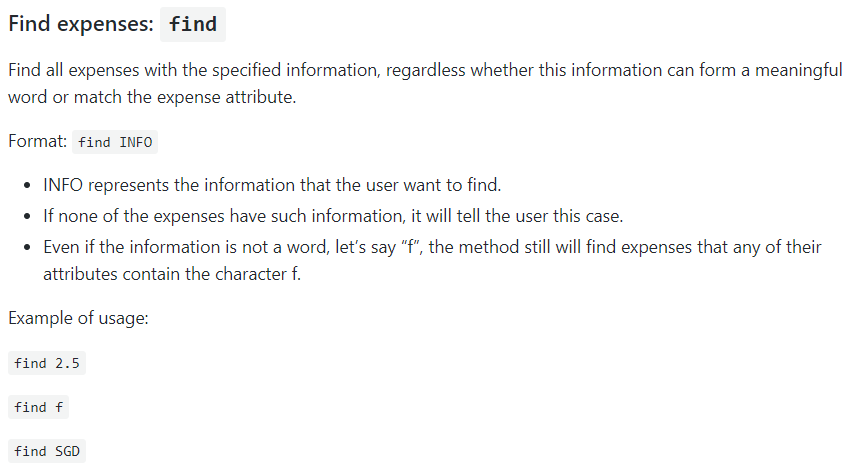 Find expenses: find
Find all expenses with the specified information, regardless whether this information can form a meaningful
word or match the expense attribute.
Format: find INFO
• INFO represents the information that the user want to find.
• If none of the expenses have such information, it will tell the user this case.
• Even if the information is not a word, let’s say “f”, the method still will find expenses that any of their
attributes contain the character f.
Example of usage:
find 2.5
find f
find SGD